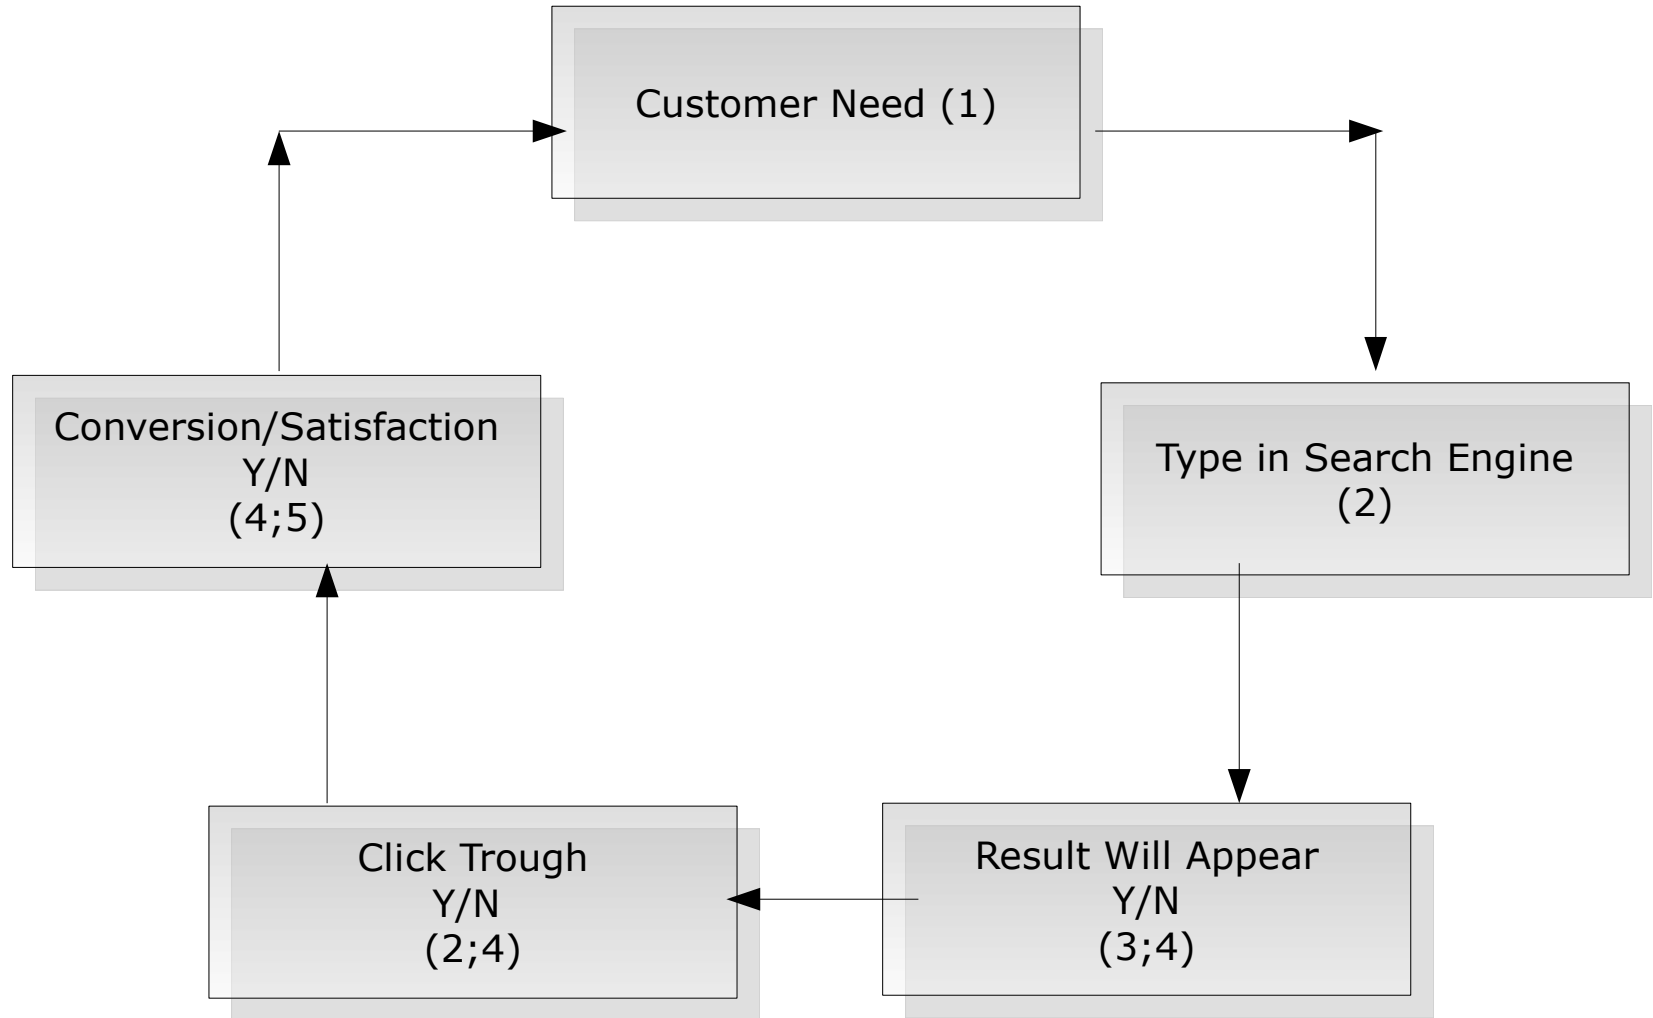 Customer Need (1)
Type in Search Engine
(2)
Result Will Appear
Y/N
(3;4)
Click Trough
Y/N
(2;4)
Conversion/Satisfaction
Y/N
(4;5)